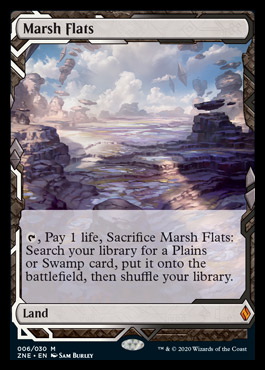 Marsh Flats
, Pay 1 life, Sacrifice Marsh Flats:
Search your library for a Plains
or Swamp card, put it onto the
battlefield, then shuffle your library.
Land
006/030 M
ZNE • EN SAM BURLEY
™ & © 2020 Wizards of the Coast